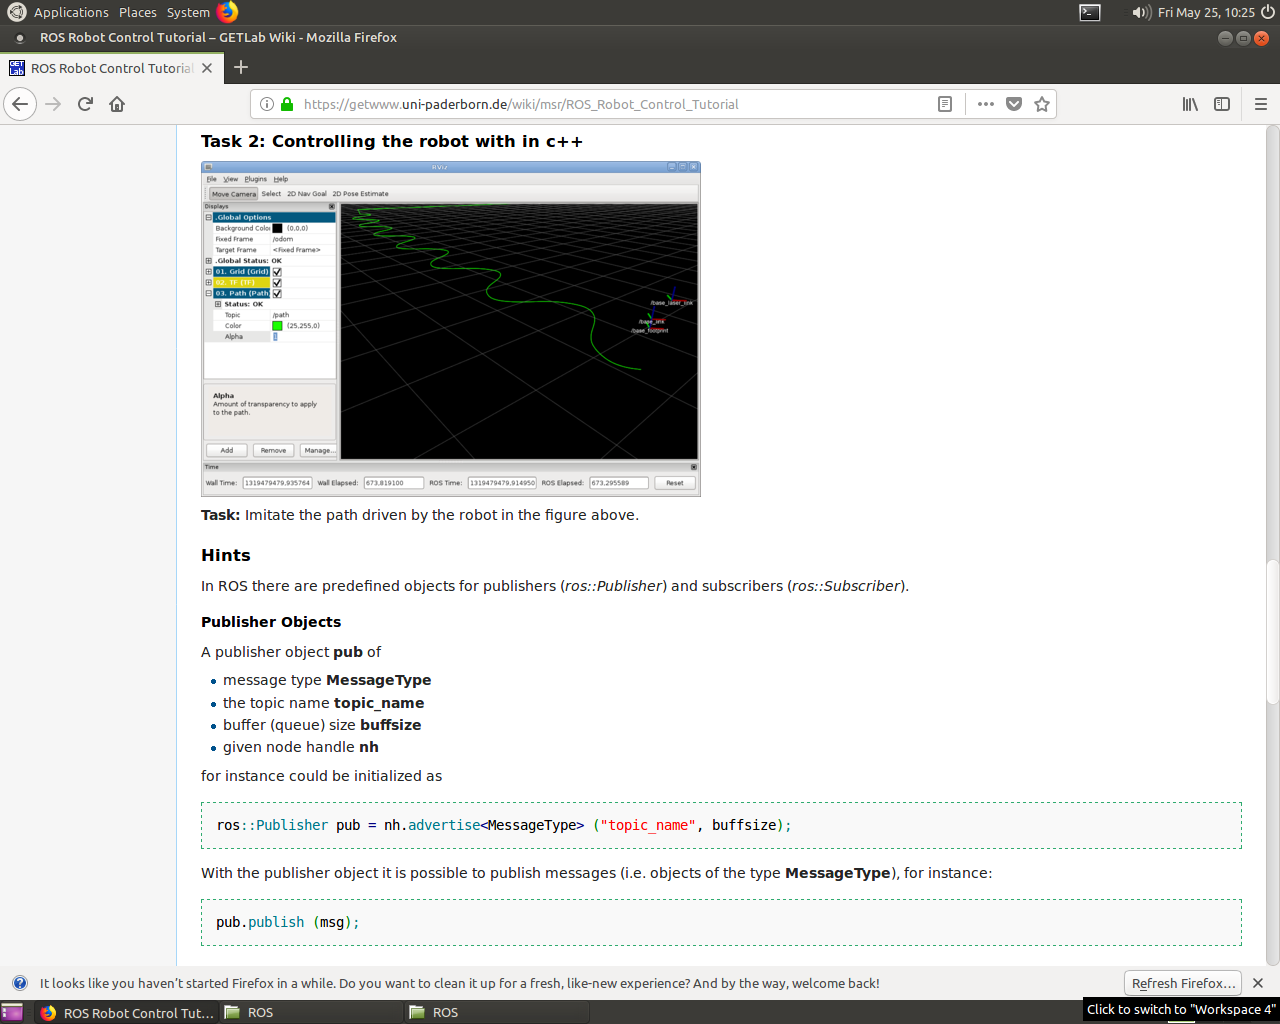 Applications Places System Fri May 25, 10:25
ROS Robot Control Tutorial – GETLab Wiki - Mozilla Firefox
GET Lab ROS Robot Control Tutorial
https://getwww.uni-paderborn.de/wiki/msr/ROS_Robot_Control_Tutorial
Task 2: Controlling the robot with in c++
RViz
File View Plugins Help
Move Camera Select 2D Nav Goal 2D Pose Estimate
Displays
.Global Options
Background Color (0,0,0)
Fixed Frame /odom
Target Frame <Fixed Frame>
.Global Status: OK
01. Grid (Grid)
02. TF (TF)
03. Path (Path)
Status: OK
Topic /path
Color (25,255,0)
Alpha 1
/base_laser_link
/base_link
/base_footprint
Alpha
Amount of transparency to apply
to the path.
Add Remove Manage...
Time
Wall Time: 1319479479.935764 Wall Elapsed: 673.819100 ROS Time: 1319479479.914950 ROS Elapsed: 673.295589 Reset
Task: Imitate the path driven by the robot in the figure above.
Hints
In ROS there are predefined objects for publishers (ros::Publisher) and subscribers (ros::Subscriber).
Publisher Objects
A publisher object pub of
message type MessageType
the topic name topic_name
buffer (queue) size buffsize
given node handle nh
for instance could be initialized as
ros::Publisher pub = nh.advertise<MessageType> ("topic_name", buffsize);
With the publisher object it is possible to publish messages (i.e. objects of the type MessageType), for instance:
pub.publish (msg);
It looks like you haven't started Firefox in a while. Do you want to clean it up for a fresh, like-new experience? And by the way, welcome back! Refresh Firefox...
ROS Robot Control Tut... ROS ROS
Click to switch to "Workspace 4"